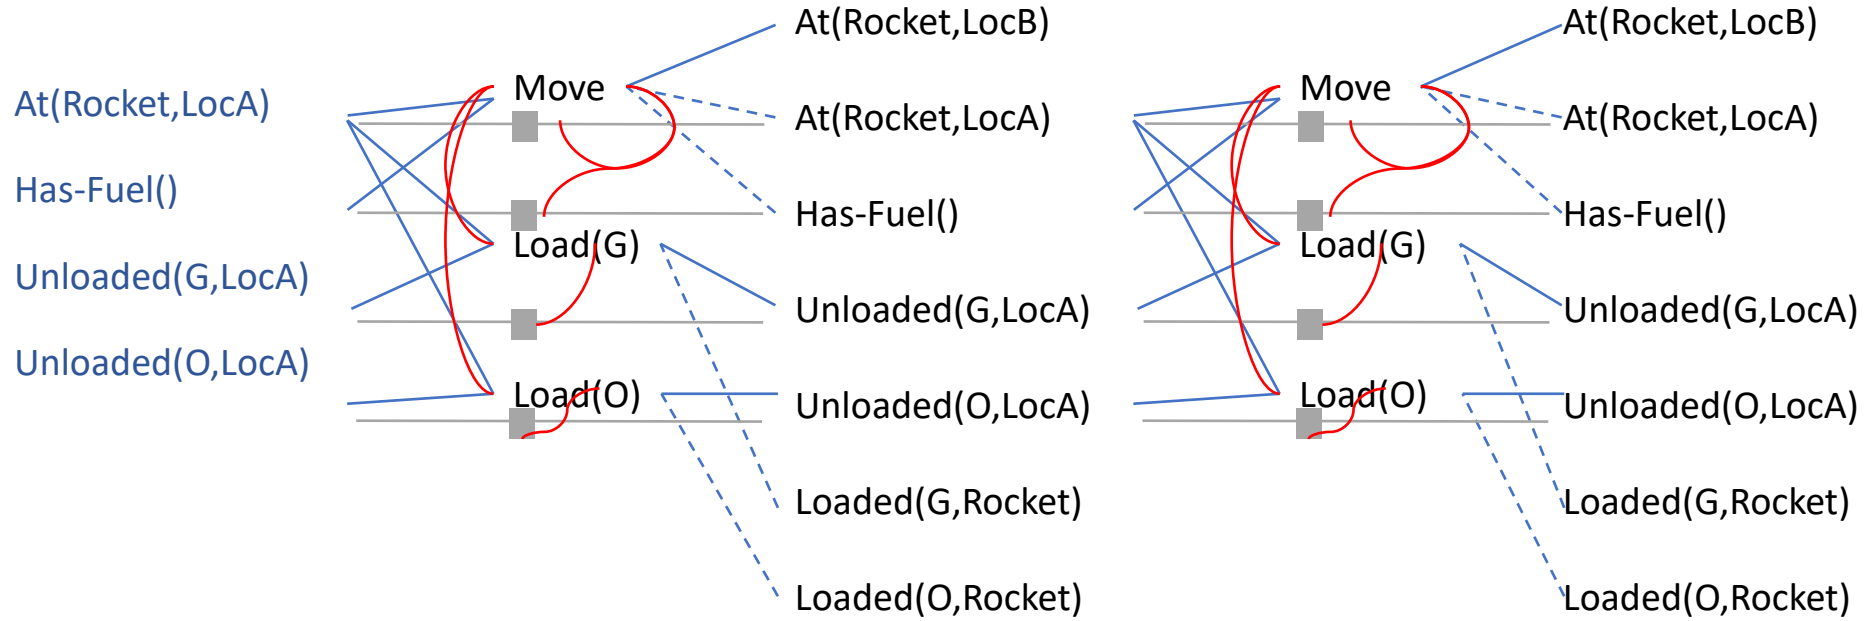 At(Rocket,LocA)
Has-Fuel()
Unloaded(G,LocA)
Unloaded(O,LocA)
Move
Load(G)
Load(O)
At(Rocket,LocB)
At(Rocket,LocA)
Has-Fuel()
Unloaded(G,LocA)
Unloaded(O,LocA)
Loaded(G,Rocket)
Loaded(O,Rocket)
Move
Load(G)
Load(O)
At(Rocket,LocB)
At(Rocket,LocA)
Has-Fuel()
Unloaded(G,LocA)
Unloaded(O,LocA)
Loaded(G,Rocket)
Loaded(O,Rocket)